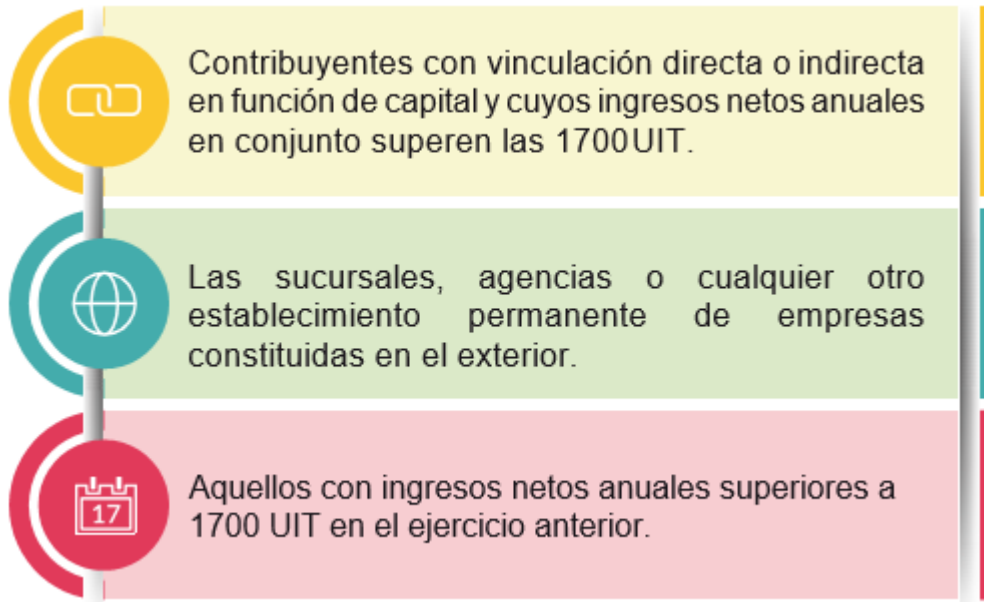 Contribuyentes con vinculación directa o indirecta
en función de capital y cuyos ingresos netos anuales
en conjunto superen las 1700 UIT.
Las sucursales, agencias o cualquier otro
establecimiento permanente de empresas
constituidas en el exterior.
17
Aquellos con ingresos netos anuales superiores a
1700 UIT en el ejercicio anterior.